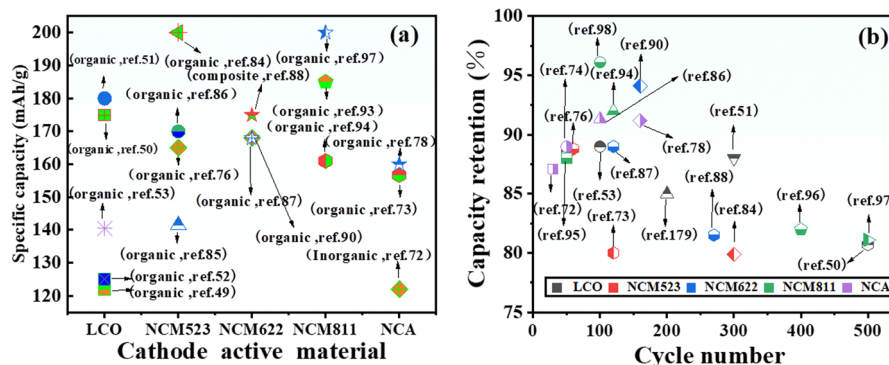 (a)
Specific capacity (mAh/g)
200
190
180
170
160
150
140
130
120
(organic ,ref.51)
(organic ,ref.84)
(composite ,ref.88)
(organic ,ref.97)
(organic ,ref.86)
(organic ,ref.93)
(organic ,ref.94)
(organic ,ref.50)
(organic ,ref.78)
(organic ,ref.76)
(organic ,ref.53)
(organic ,ref.87)
(organic ,ref.73)
(organic ,ref.90)
(organic ,ref.85)
(Inorganic ,ref.72)
(organic ,ref.52)
(organic ,ref.49)
LCO NCM523 NCM622 NCM811 NCA
Cathode active material
(b)
Capacity retention (%)
100
95
90
85
80
75
(ref.98)
(ref.90)
(ref.74)
(ref.94)
(ref.86)
(ref.76)
(ref.51)
(ref.78)
(ref.87)
(ref.88)
(ref.72)
(ref.53)
(ref.96)
(ref.97)
(ref.95)
(ref.73)
(ref.179)
(ref.84)
(ref.50)
LCO NCM523 NCM622 NCM811 NCA
0 100 200 300 400 500
Cycle number